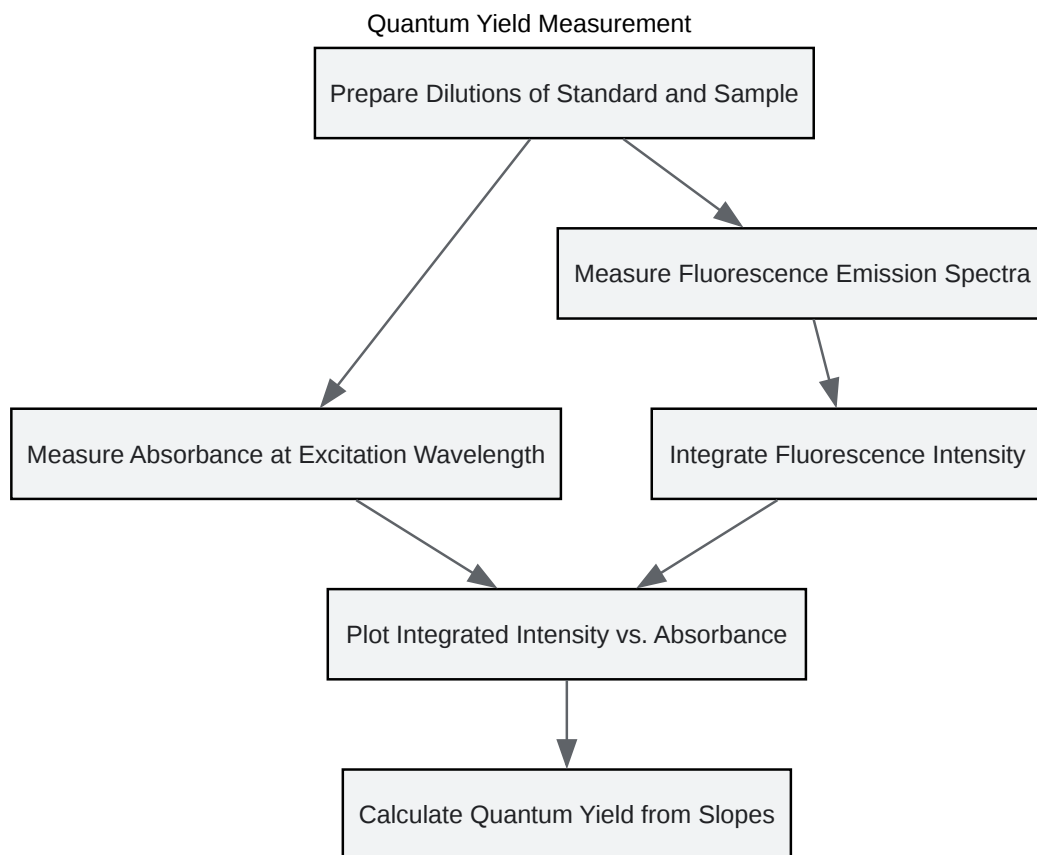 Quantum Yield Measurement
Prepare Dilutions of Standard and Sample
Measure Fluorescence Emission Spectra
Measure Absorbance at Excitation Wavelength
Integrate Fluorescence Intensity
Plot Integrated Intensity vs. Absorbance
Calculate Quantum Yield from Slopes